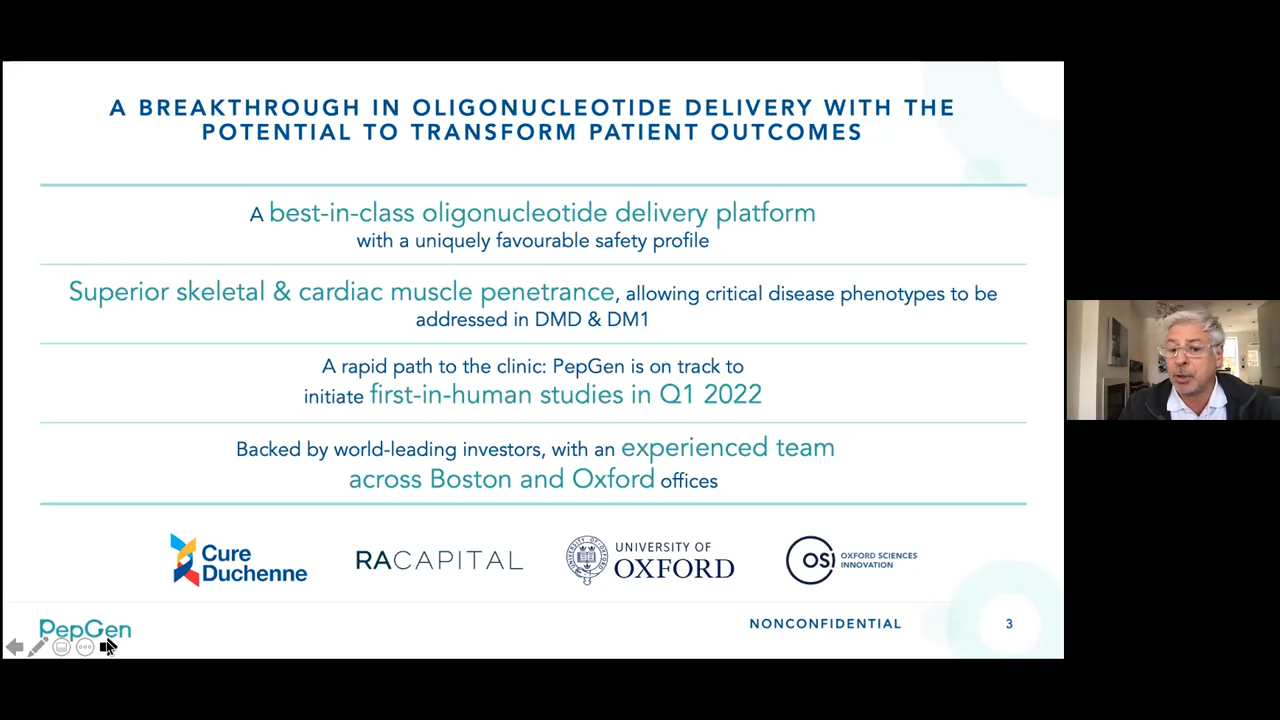 A BREAKTHROUGH IN OLIGONUCLEOTIDE DELIVERY WITH THE
POTENTIAL TO TRANSFORM PATIENT OUTCOMES
A best-in-class oligonucleotide delivery platform
with a uniquely favourable safety profile
Superior skeletal & cardiac muscle penetrance, allowing critical disease phenotypes to be
addressed in DMD & DM1
A rapid path to the clinic: PepGen is on track to
initiate first-in-human studies in Q1 2022
Backed by world-leading investors, with an experienced team
across Boston and Oxford offices
Cure
Duchenne
RACAPITAL
UNIVERSITY OF
OXFORD
OSI
OXFORD SCIENCES
INNOVATION
PepGen
NONCONFIDENTIAL
3